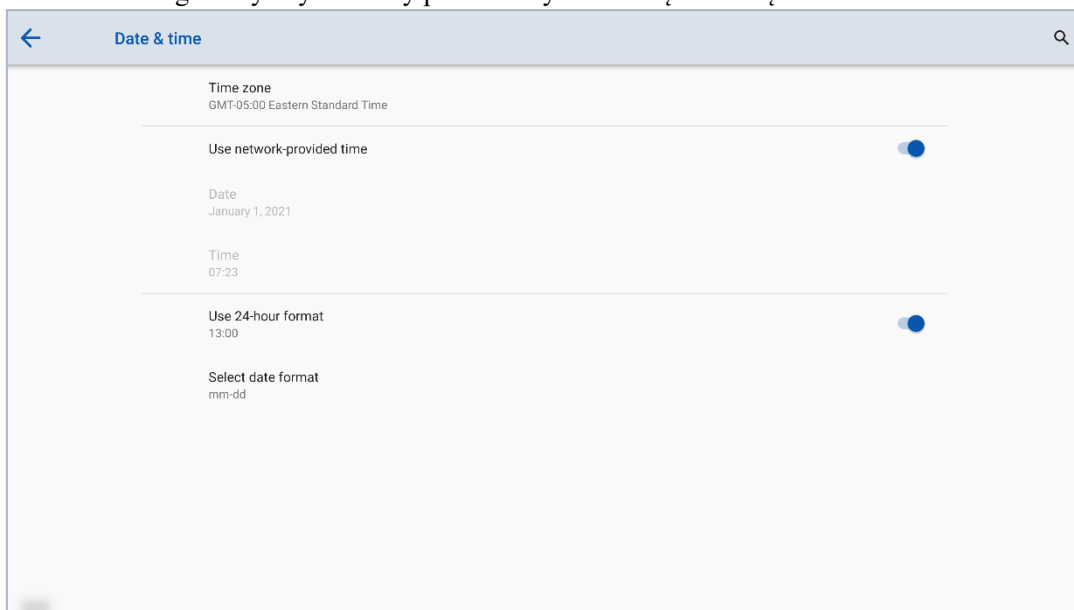 Date & time
Time zone
GMT-05:00 Eastern Standard Time
Use network-provided time
Date
January 1, 2021
Time
07:23
Use 24-hour format
13:00
Select date format
mm-dd